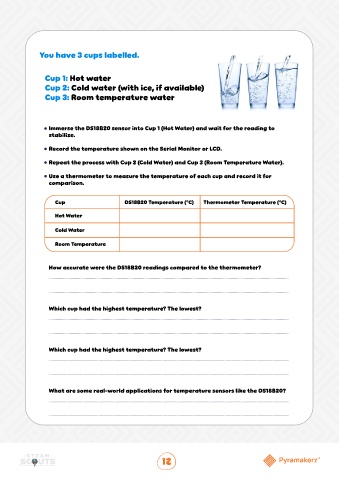 You have 3 cups labelled.
Cup 1: Hot water
Cup 2: Cold water (with ice, if available)
Cup 3: Room temperature water
• Immerse the DS18B20 sensor into Cup 1 (Hot Water) and wait for the reading to
stabilize.
• Record the temperature shown on the Serial Monitor or LCD.
• Repeat the process with Cup 2 (Cold Water) and Cup 3 (Room Temperature Water).
• Use a thermometer to measure the temperature of each cup and record it for
comparison.
Cup DS18B20 Temperature (°C) Thermometer Temperature (°C)
Hot Water
Cold Water
Room Temperature
How accurate were the DS18B20 readings compared to the thermometer?
Which cup had the highest temperature? The lowest?
Which cup had the highest temperature? The lowest?
What are some real-world applications for temperature sensors like the DS18B20?
STEAM
SCOUTS
12
Pyramakerz